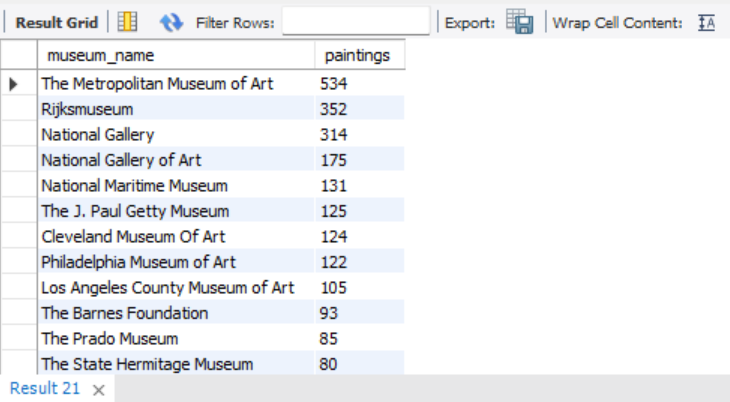 Result Grid Filter Rows: Export: Wrap Cell Content:
museum_name paintings
The Metropolitan Museum of Art 534
Rijksmuseum 352
National Gallery 314
National Gallery of Art 175
National Maritime Museum 131
The J. Paul Getty Museum 125
Cleveland Museum Of Art 124
Philadelphia Museum of Art 122
Los Angeles County Museum of Art 105
The Barnes Foundation 93
The Prado Museum 85
The State Hermitage Museum 80
Result 21